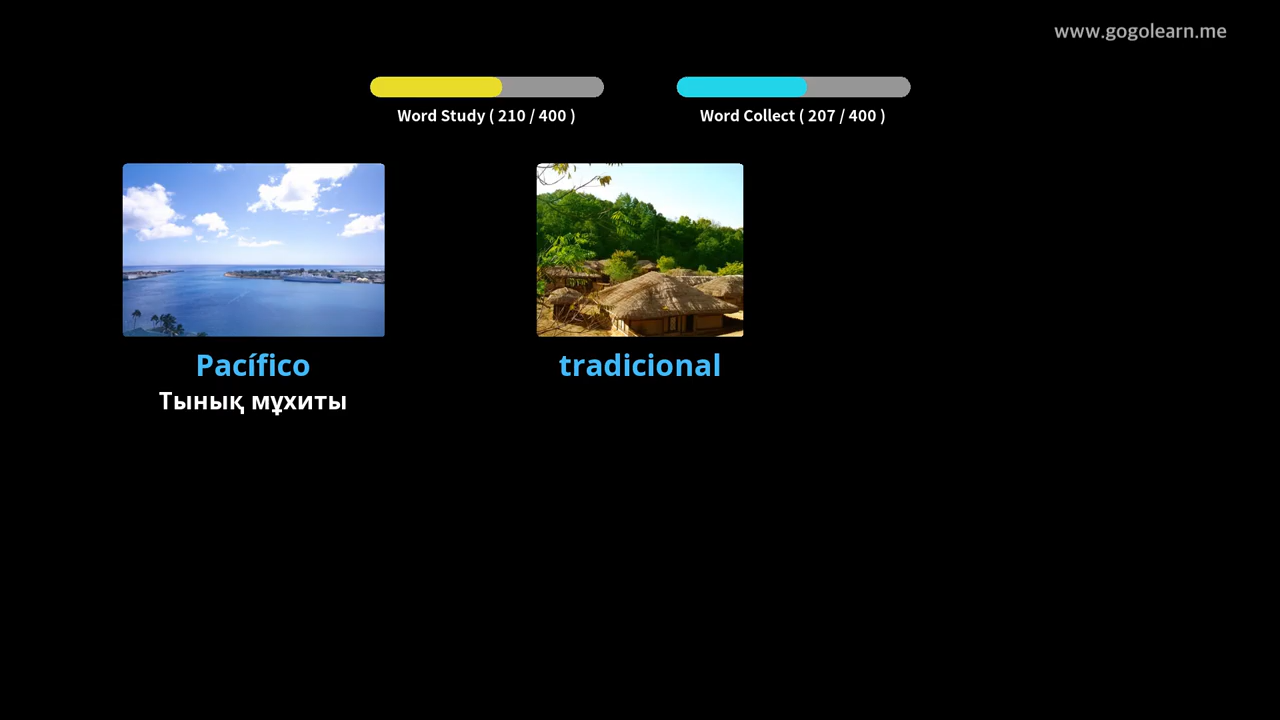 www.gogolearn.me
Word Study ( 210 / 400 )
Word Collect ( 207 / 400 )
Pacífico
Тынық мұхиты
tradicional